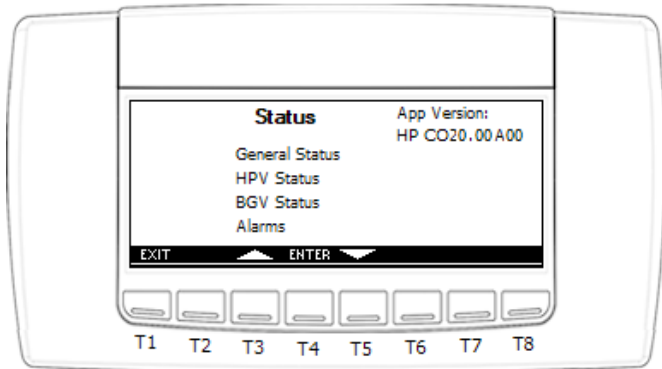 Status
App Version:
HP CO20.00A00
General Status
HPV Status
BGV Status
Alarms
EXIT ENTER
T1 T2 T3 T4 T5 T6 T7 T8